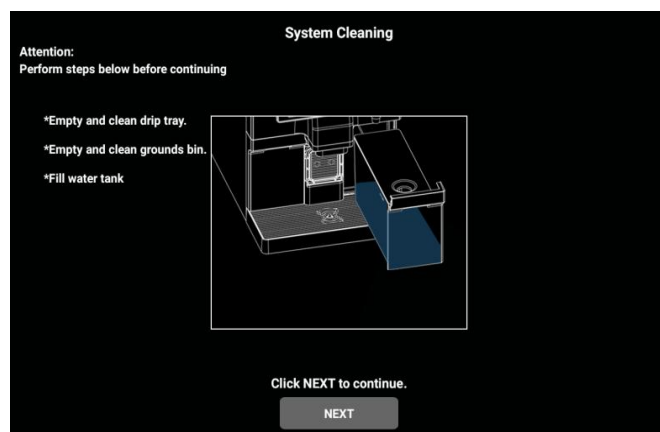 System Cleaning
Attention:
Perform steps below before continuing
*Empty and clean drip tray.
*Empty and clean grounds bin.
*Fill water tank
Click NEXT to continue.
NEXT